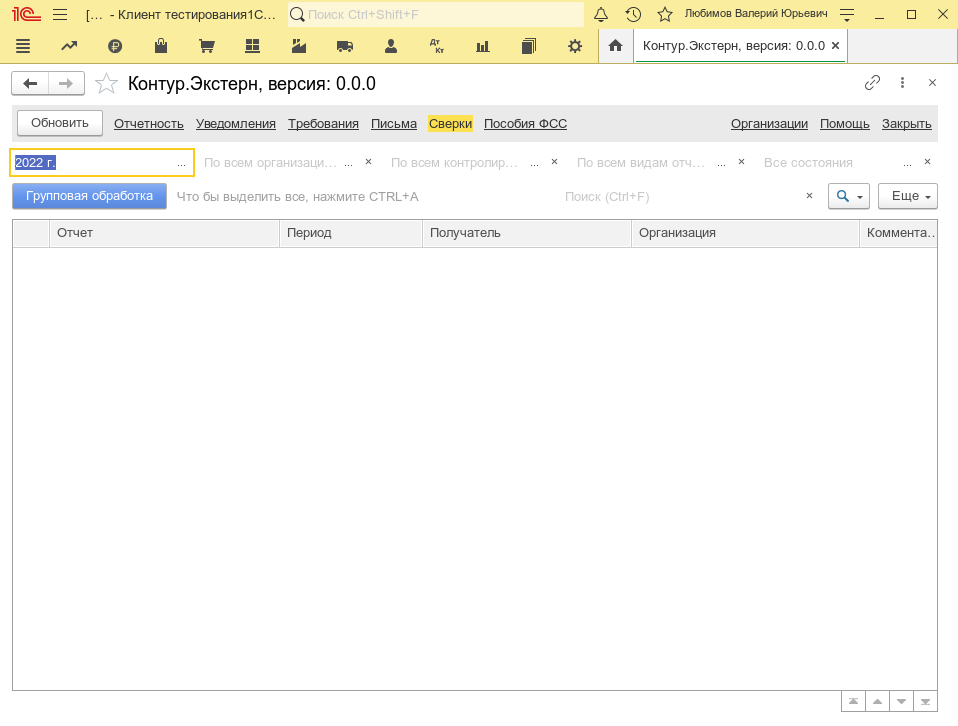 [... - Клиент тестирования1С...
Поиск Ctrl+Shift+F
Любимов Валерий Юрьевич
Дт Кт
Контур.Экстерн, версия: 0.0.0 ×
Контур.Экстерн, версия: 0.0.0
Обновить Отчетность Уведомления Требования Письма Сверки Пособия ФСС Организации Помощь Закрыть
2022 г. ... По всем организаци... ... × По всем контролир... ... × По всем видам отч... ... × Все состояния ... ×
Групповая обработка Что бы выделить все, нажмите CTRL+A Поиск (Ctrl+F) × Еще
Отчет Период Получатель Организация Коммента...